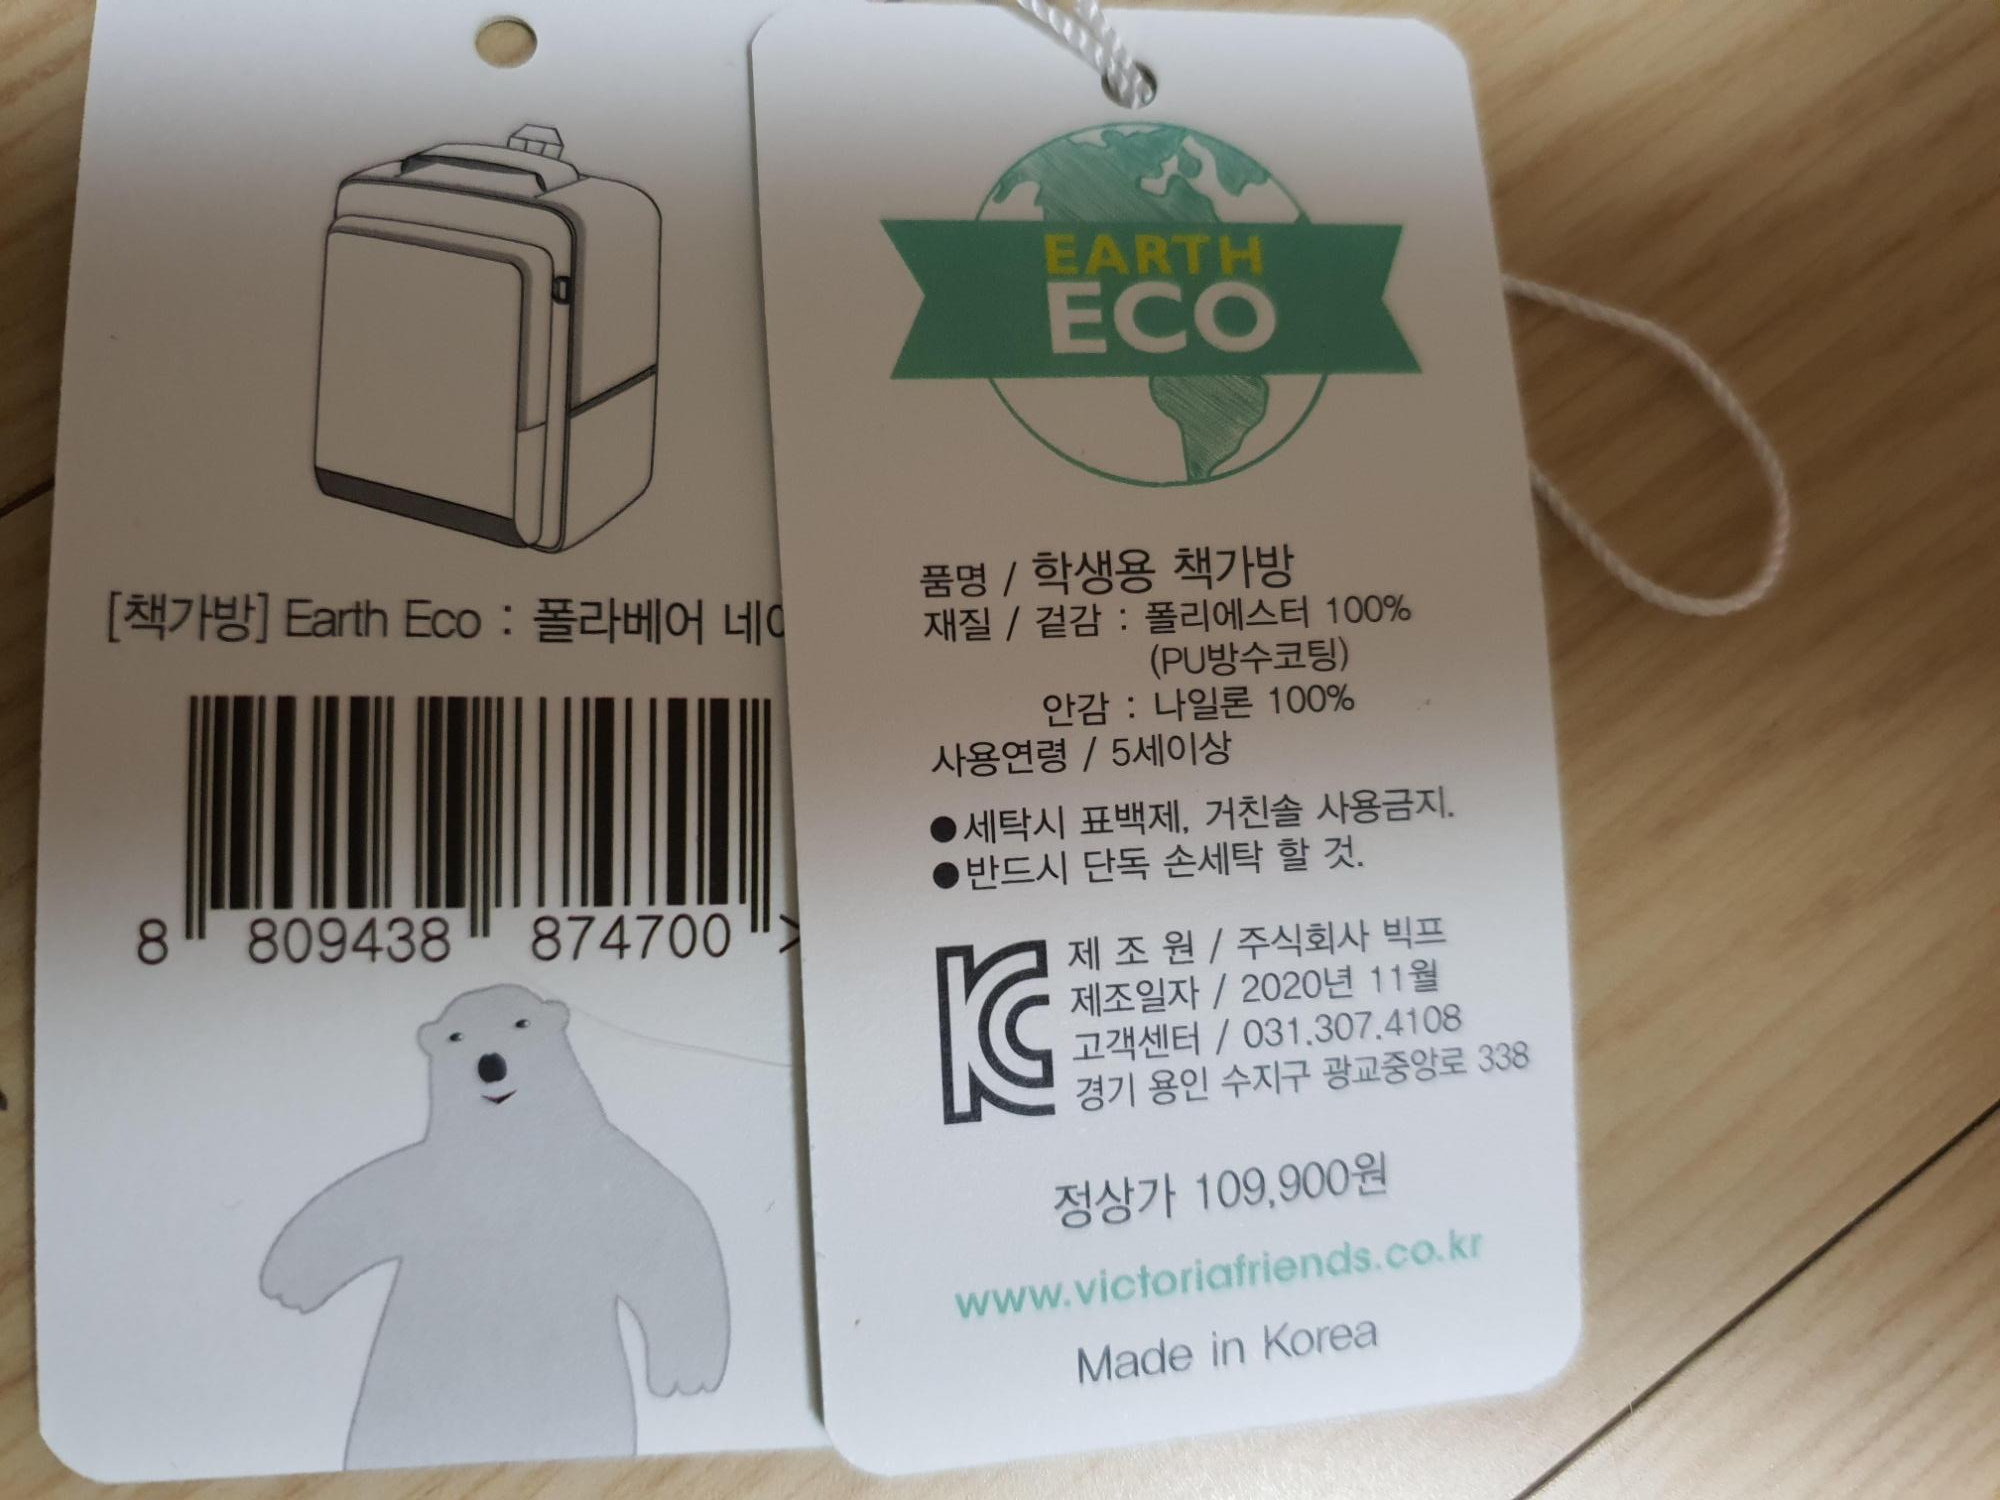 [책가방] Earth Eco : 폴라베어
8 809438 874700 >
EARTH
ECO
품명 / 학생용 책가방
재질 / 겉감 : 폴리에스터 100%
(PU방수코팅)
안감 : 나일론 100%
사용연령 / 5세이상
●세탁시 표백제, 거친솔 사용금지.
●반드시 단독 손세탁 할 것.
제 조 원 / 주식회사 빅프
제조일자 / 2020년 11월
고객센터 / 031.307.4108
경기 용인 수지구 광교중앙로 338
정상가 109,900원
www.victoriafriends.co.kr
Made in Korea